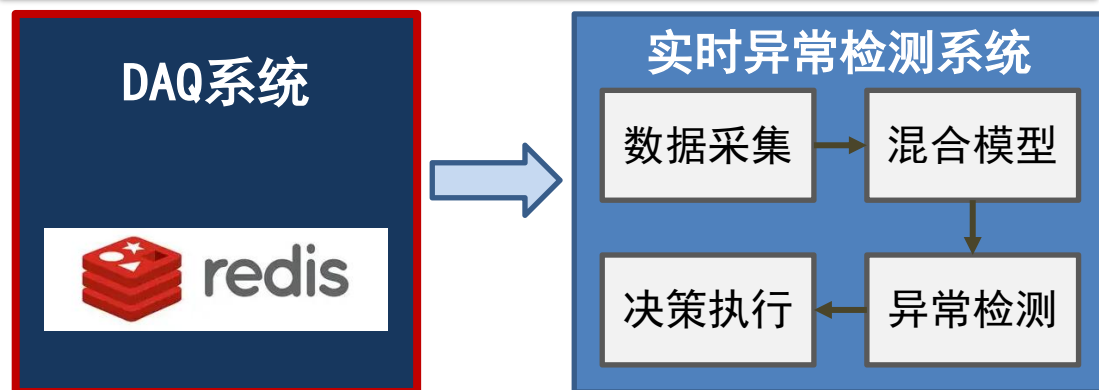 DAQ系统
redis
实时异常检测系统
数据采集
混合模型
决策执行
异常检测